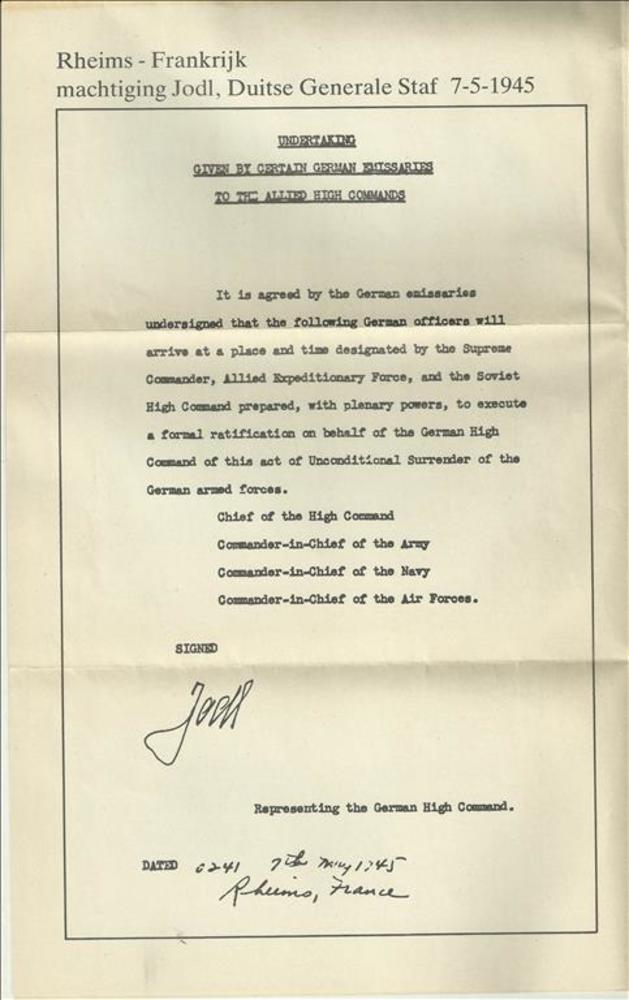 Rheims - Frankrijk
machtiging Jodl, Duitse Generale Staf 7-5-1945
UNDERTAKING
GIVEN BY CERTAIN GERMAN EMISSARIES
TO THE ALLIED HIGH COMMANDS
It is agreed by the German emissaries
undersigned that the following German officers will
arrive at a place and time designated by the Supreme
Commander, Allied Expeditionary Force, and the Soviet
High Command prepared, with plenary powers, to execute
a formal ratification on behalf of the German High
Command of this act of Unconditional Surrender of the
German armed forces.
Chief of the High Command
Commander-in-Chief of the Army
Commander-in-Chief of the Navy
Commander-in-Chief of the Air Forces.
SIGNED
Jodl
Representing the German High Command.
DATED 0241 7th May 1945
Rheims, France